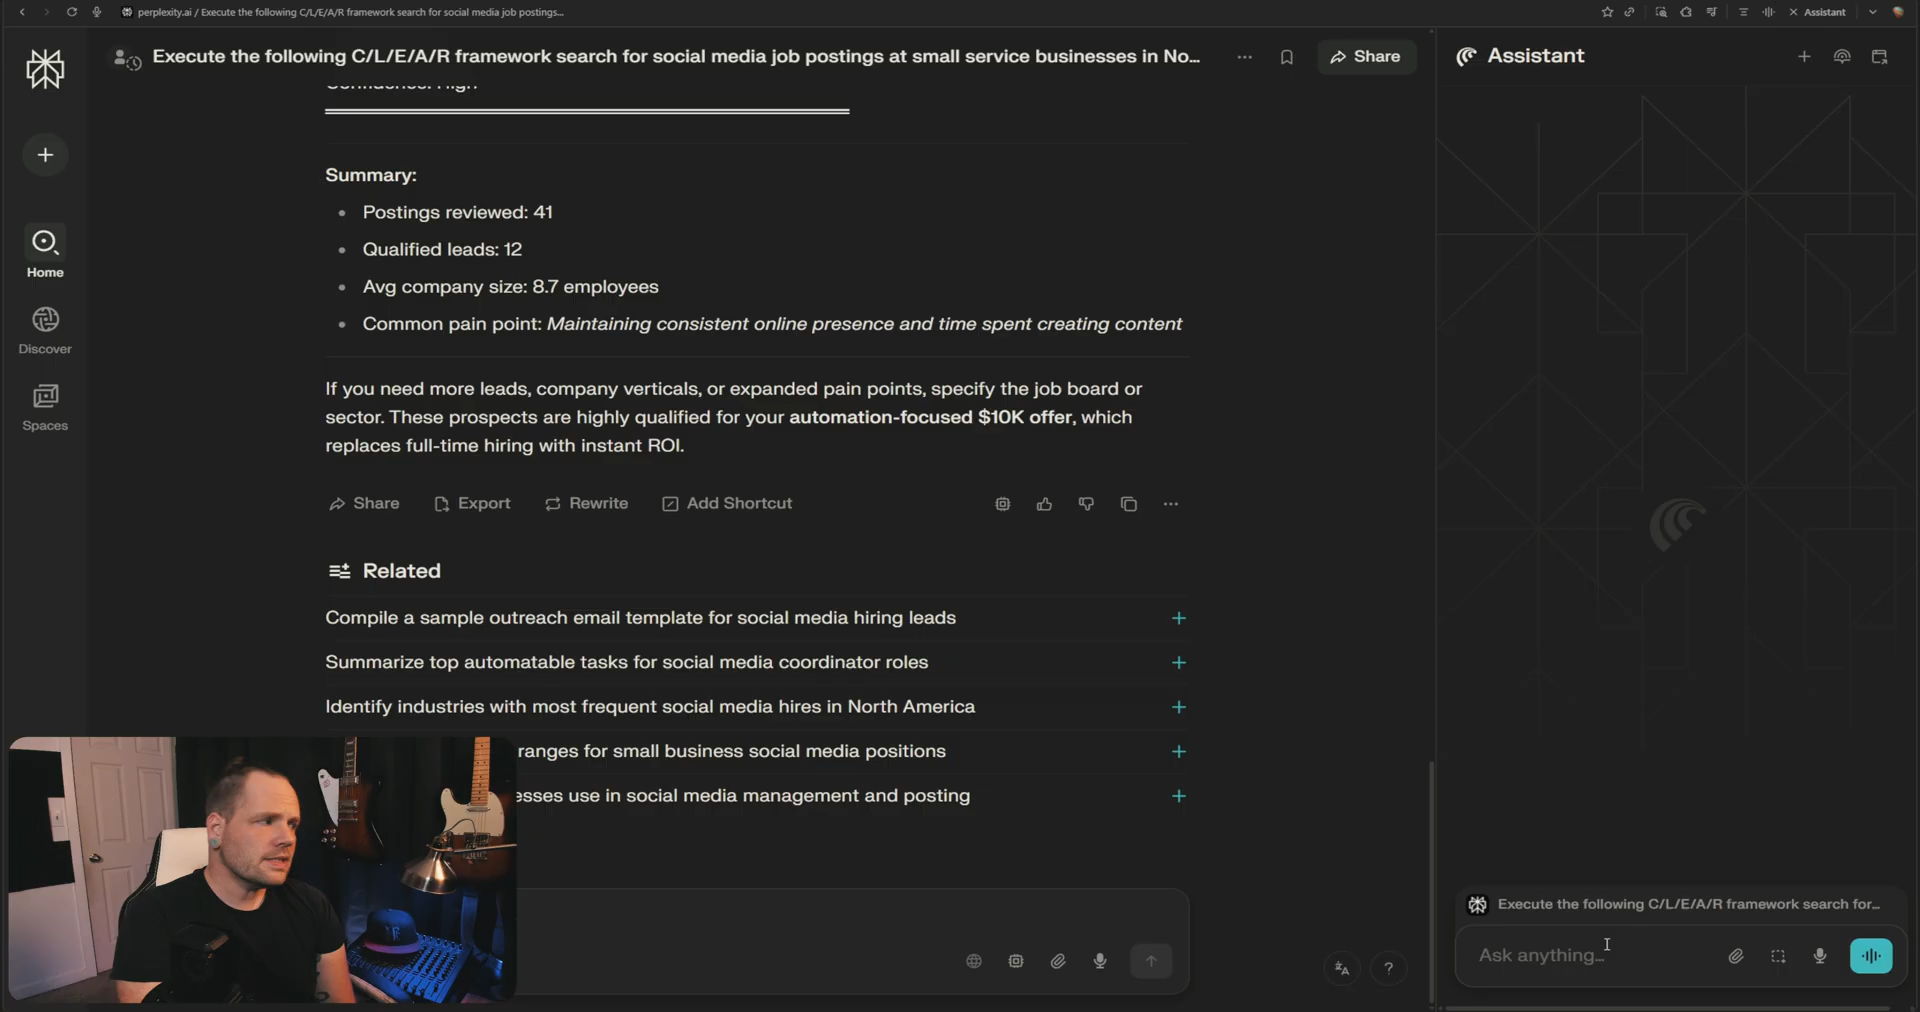 perplexity.ai / Execute the following C/L/E/A/R framework search for social media job postings...
Assistant
Execute the following C/L/E/A/R framework search for social media job postings at small service businesses in No...
Share
Assistant
Confidence: High
Summary:
Postings reviewed: 41
Qualified leads: 12
Avg company size: 8.7 employees
Common pain point: Maintaining consistent online presence and time spent creating content
If you need more leads, company verticals, or expanded pain points, specify the job board or
sector. These prospects are highly qualified for your automation-focused $10K offer, which
replaces full-time hiring with instant ROI.
Share
Export
Rewrite
Add Shortcut
Related
Compile a sample outreach email template for social media hiring leads
Summarize top automatable tasks for social media coordinator roles
Identify industries with most frequent social media hires in North America
ranges for small business social media positions
esses use in social media management and posting
Home
Discover
Spaces
Execute the following C/L/E/A/R framework search for...
Ask anything...